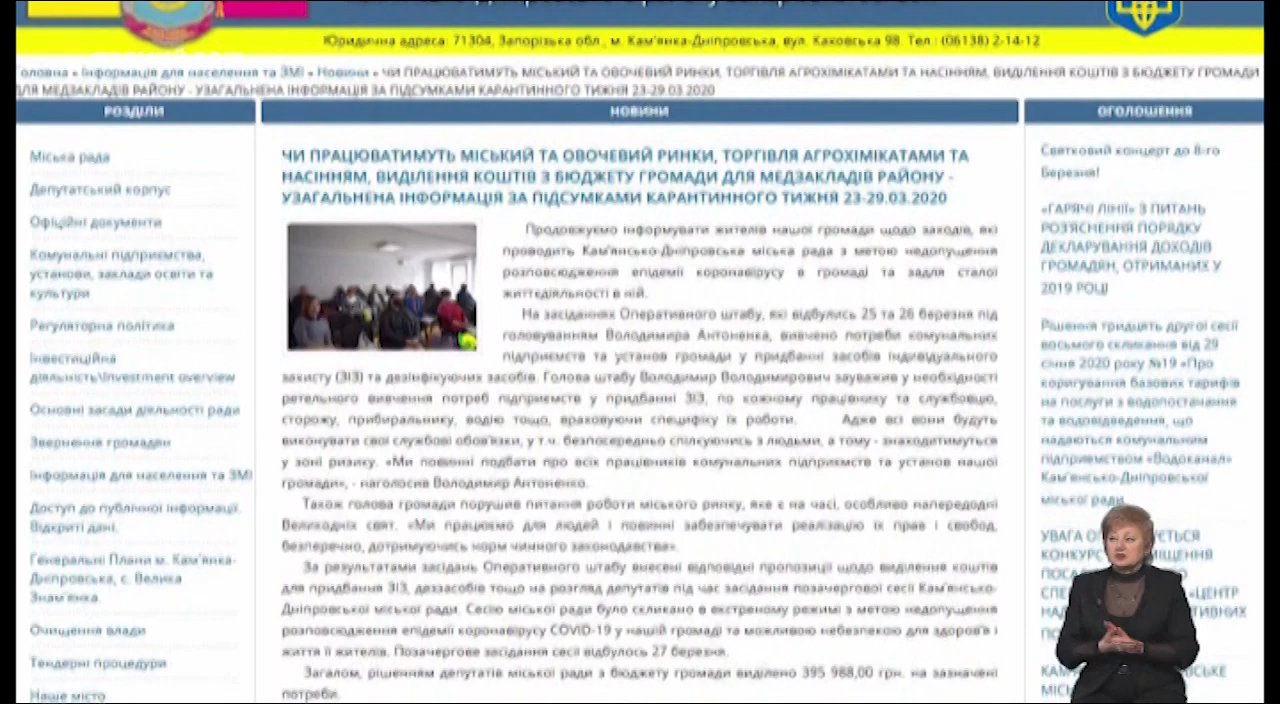 Юридична адреса: 71304, Запорізька обл., м. Кам'янка-Дніпровська, вул. Каховська 98. Тел.: (06138) 2-14-12
Головна » Інформація для населення та ЗМІ » Новини » ЧИ ПРАЦЮВАТИМУТЬ МІСЬКИЙ ТА ОВОЧЕВИЙ РИНКИ, ТОРГІВЛЯ АГРОХІМІКАТАМИ ТА НАСІННЯМ, ВИДІЛЕННЯ КОШТІВ З БЮДЖЕТУ ГРОМАДИ
ДЛЯ МЕДЗАКЛАДІВ РАЙОНУ - УЗАГАЛЬНЕНА ІНФОРМАЦІЯ ЗА ПІДСУМКАМИ КАРАНТИННОГО ТИЖНЯ 23-29.03.2020
РОЗДІЛИ
Міська рада
Депутатський корпус
Офіційні документи
Комунальні підприємства,
установи, заклади освіти та
культури
Регуляторна політика
Інвестиційна
діяльність\Investment overview
Основні засади діяльності ради
Звернення громадян
Інформація для населення та ЗМІ
Доступ до публічної інформації.
Відкриті дані.
Генеральні Плани м. Кам'янка-
Дніпровська, с. Велика
Знам'янка.
Очищення влади
Тендерні процедури
Наше місто
НОВИНИ
ЧИ ПРАЦЮВАТИМУТЬ МІСЬКИЙ ТА ОВОЧЕВИЙ РИНКИ, ТОРГІВЛЯ АГРОХІМІКАТАМИ ТА
НАСІННЯМ, ВИДІЛЕННЯ КОШТІВ З БЮДЖЕТУ ГРОМАДИ ДЛЯ МЕДЗАКЛАДІВ РАЙОНУ -
УЗАГАЛЬНЕНА ІНФОРМАЦІЯ ЗА ПІДСУМКАМИ КАРАНТИННОГО ТИЖНЯ 23-29.03.2020
Продовжуємо інформувати жителів нашої громади щодо заходів, які
проводить Кам'янсько-Дніпровська міська рада з метою недопущення
розповсюдження епідемії коронавірусу в громаді та задля сталої
життєдіяльності в ній.
На засіданнях Оперативного штабу, які відбулись 25 та 26 березня під
головуванням Володимира Антоненка, вивчено потреби комунальних
підприємств та установ громади у придбанні засобів індивідуального
захисту (ЗІЗ) та дезінфікуючих засобів. Голова штабу Володимир Володимирович зауважив у необхідності
ретельного вивчення потреб підприємств у придбанні ЗІЗ, по кожному працівнику та службовцю,
сторожу, прибиральнику, водію тощо, враховуючи специфіку їх роботи. Адже всі вони будуть
виконувати свої службові обов'язки, у т.ч. безпосередньо спілкуючись з людьми, а тому - знаходитимуться
у зоні ризику. «Ми повинні подбати про всіх працівників комунальних підприємств та установ нашої
громади», - наголосив Володимир Антоненко.
Також голова громади порушив питання роботи міського ринку, яке є на часі, особливо напередодні
Великодніх свят. «Ми працюємо для людей і повинні забезпечувати реалізацію їх прав і свобод,
безперечно, дотримуючись норм чинного законодавства».
За результатами засідань Оперативного штабу внесені відповідні пропозиції щодо виділення коштів
для придбання ЗІЗ, деззасобів тощо на розгляд депутатів під час засідання позачергової сесії Кам'янсько-
Дніпровської міської ради. Сесію міської ради було скликано в екстреному режимі з метою недопущення
розповсюдження епідемії коронавірусу COVID-19 у нашій громаді та можливою небезпекою для здоров'я і
життя її жителів. Позачергове засідання сесії відбулось 27 березня.
Загалом, рішенням депутатів міської ради з бюджету громади виділено 395 988,00 грн. на зазначені
потреби.
ОГОЛОШЕННЯ
Святковий концерт до 8-го
Березня!
«ГАРЯЧІ ЛІНІЇ» З ПИТАНЬ
РОЗ'ЯСНЕННЯ ПОРЯДКУ
ДЕКЛАРУВАННЯ ДОХОДІВ
ГРОМАДЯН, ОТРИМАНИХ У
2019 РОЦІ
Рішення тридцять другої сесії
восьмого скликання від 29
січня 2020 року №19 «Про
коригування базових тарифів
на послуги з водопостачання
та водовідведення, що
надаються комунальним
підприємством «Водоканал»
Кам'янсько-Дніпровської
міської ради
УВАГА
КОНКУРС
«ЦЕНТР